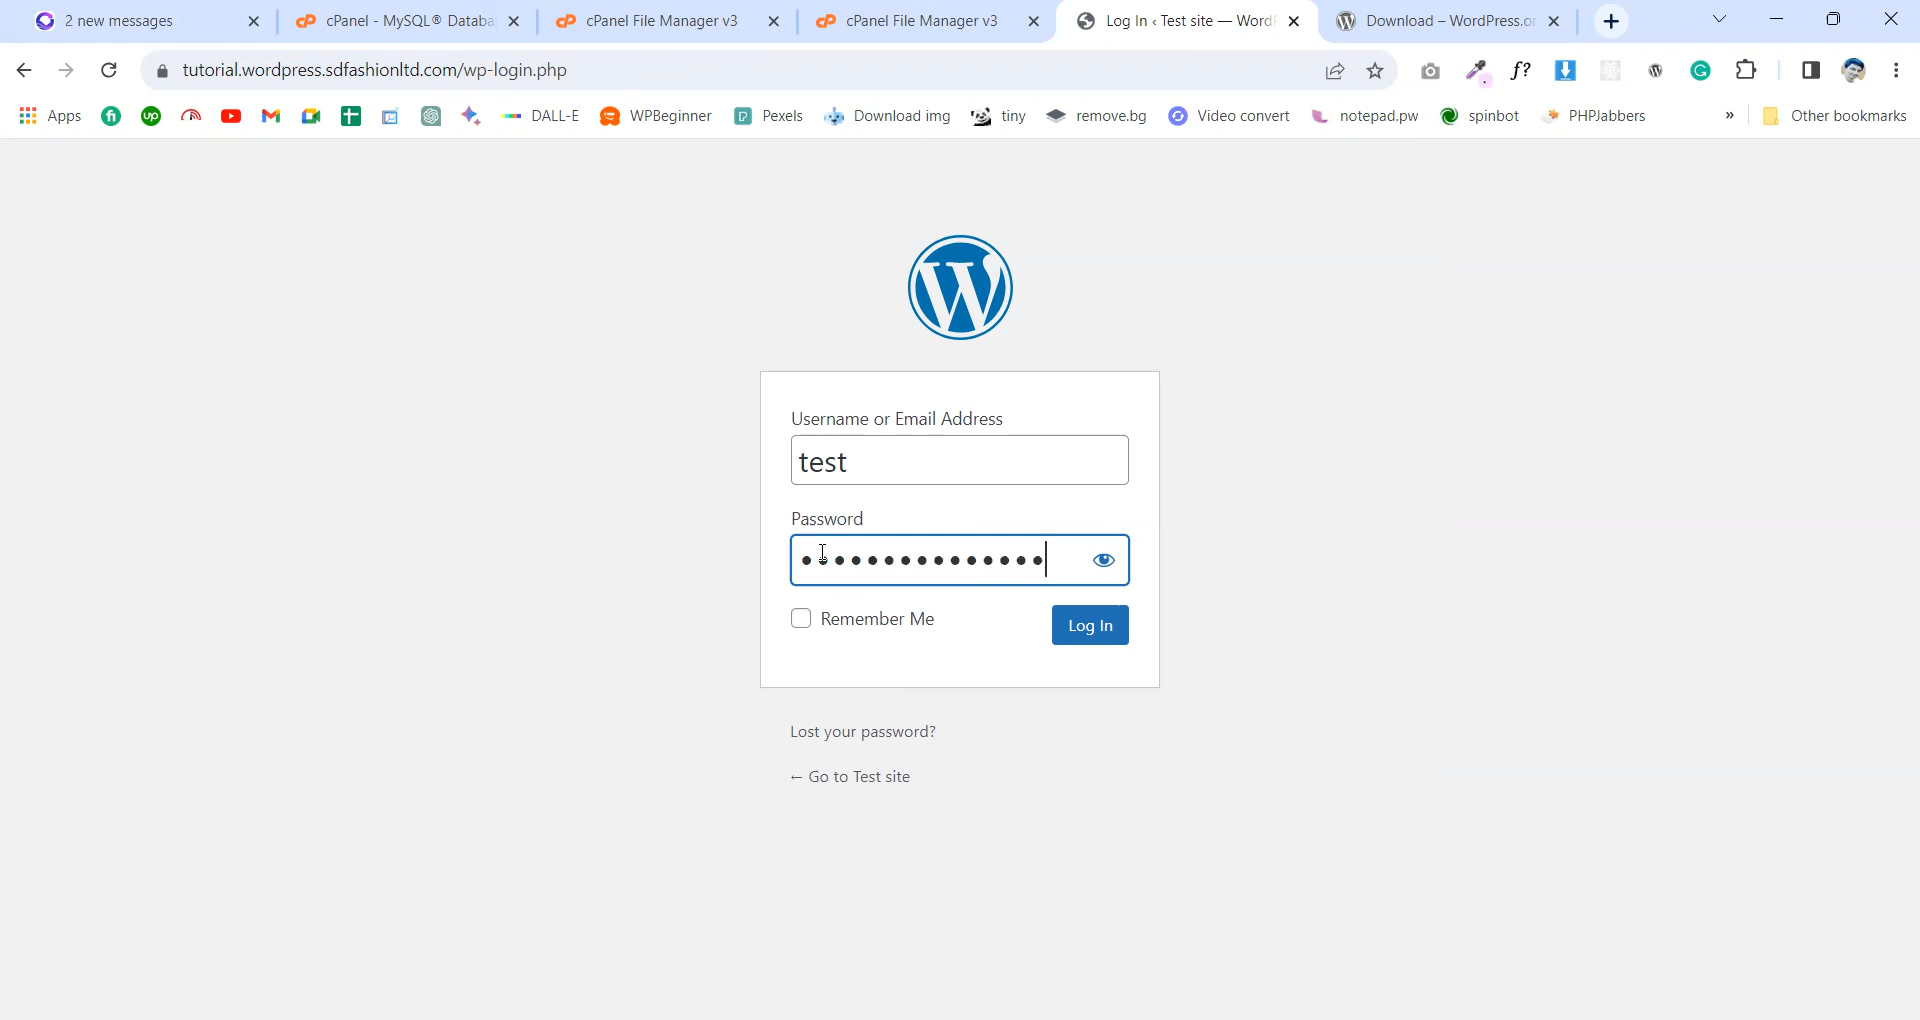 2 new messages
cPanel - MySQL® Databa
cPanel File Manager v3
cPanel File Manager v3
Log In ‹ Test site — WordP
Download – WordPress.or
tutorial.wordpress.sdfashionltd.com/wp-login.php
f?
Apps
DALL-E
WPBeginner
Pexels
Download img
tiny
remove.bg
Video convert
notepad.pw
spinbot
PHPJabbers
»
Other bookmarks
Username or Email Address
test
Password
Remember Me
Log In
Lost your password?
← Go to Test site